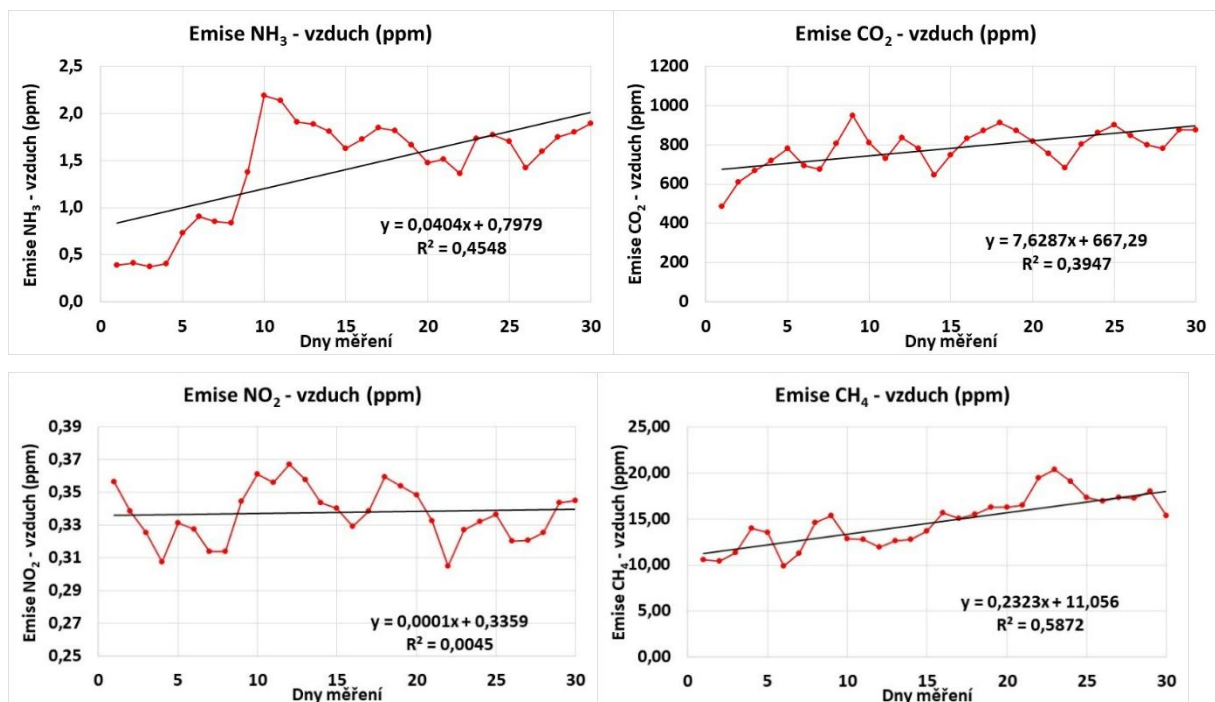 Emise NH₃ - vzduch (ppm)
Emise NH₃ - vzduch (ppm)
2,5
2,0
1,5
1,0
0,5
0,0
y = 0,0404x + 0,7979
R² = 0,4548
0 5 10 15 20 25 30
Dny měření
Emise CO₂ - vzduch (ppm)
Emise CO₂ - vzduch (ppm)
1200
1000
800
600
400
200
0
y = 7,6287x + 667,29
R² = 0,3947
0 5 10 15 20 25 30
Dny měření
Emise NO₂ - vzduch (ppm)
Emise NO₂ - vzduch (ppm)
0,39
0,37
0,35
0,33
0,31
0,29
0,27
0,25
y = 0,0001x + 0,3359
R² = 0,0045
0 5 10 15 20 25 30
Dny měření
Emise CH₄ - vzduch (ppm)
Emise CH₄ - vzduch (ppm)
25,00
20,00
15,00
10,00
5,00
0,00
y = 0,2323x + 11,056
R² = 0,5872
0 5 10 15 20 25 30
Dny měření